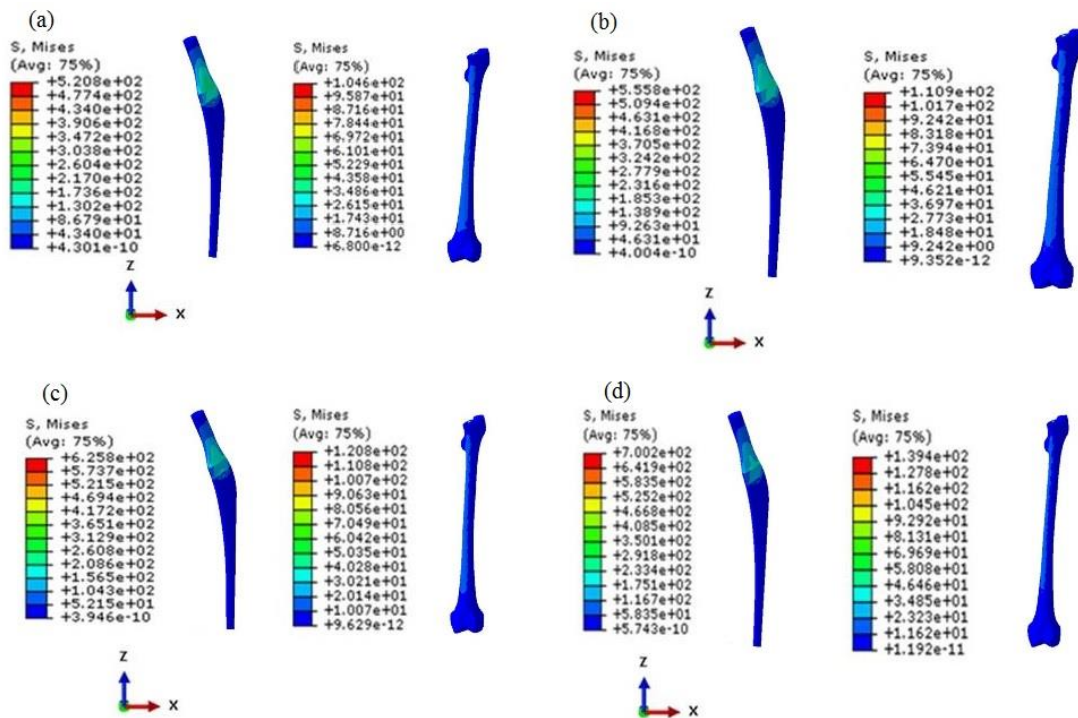 (a)
S, Mises
(Avg: 75%)
+5.208e+02
+4.774e+02
+4.340e+02
+3.906e+02
+3.472e+02
+3.038e+02
+2.604e+02
+2.170e+02
+1.736e+02
+1.302e+02
+8.679e+01
+4.340e+01
+4.301e-10
S, Mises
(Avg: 75%)
+1.046e+02
+9.587e+01
+8.716e+01
+7.844e+01
+6.972e+01
+6.101e+01
+5.229e+01
+4.358e+01
+3.486e+01
+2.615e+01
+1.743e+01
+8.716e+00
+6.800e-12
Z
X
(b)
S, Mises
(Avg: 75%)
+5.558e+02
+5.094e+02
+4.631e+02
+4.168e+02
+3.705e+02
+3.242e+02
+2.779e+02
+2.316e+02
+1.853e+02
+1.389e+02
+9.263e+01
+4.631e+01
+4.004e-10
S, Mises
(Avg: 75%)
+1.109e+02
+1.017e+02
+9.242e+01
+8.318e+01
+7.394e+01
+6.470e+01
+5.545e+01
+4.621e+01
+3.697e+01
+2.773e+01
+1.848e+01
+9.242e+00
+9.352e-12
Z
X
(c)
S, Mises
(Avg: 75%)
+6.258e+02
+5.737e+02
+5.215e+02
+4.694e+02
+4.172e+02
+3.651e+02
+3.129e+02
+2.608e+02
+2.086e+02
+1.565e+02
+1.043e+02
+5.215e+01
+3.946e-10
S, Mises
(Avg: 75%)
+1.208e+02
+1.108e+02
+1.007e+02
+9.063e+01
+8.056e+01
+7.049e+01
+6.042e+01
+5.035e+01
+4.028e+01
+3.021e+01
+2.014e+01
+1.007e+01
+9.629e-12
Z
X
(d)
S, Mises
(Avg: 75%)
+7.002e+02
+6.419e+02
+5.835e+02
+5.252e+02
+4.668e+02
+4.085e+02
+3.501e+02
+2.918e+02
+2.334e+02
+1.751e+02
+1.167e+02
+5.835e+01
+5.743e-10
S, Mises
(Avg: 75%)
+1.394e+02
+1.278e+02
+1.162e+02
+1.045e+02
+9.292e+01
+8.131e+01
+6.969e+01
+5.808e+01
+4.646e+01
+3.485e+01
+2.323e+01
+1.162e+01
+1.192e-11
Z
X